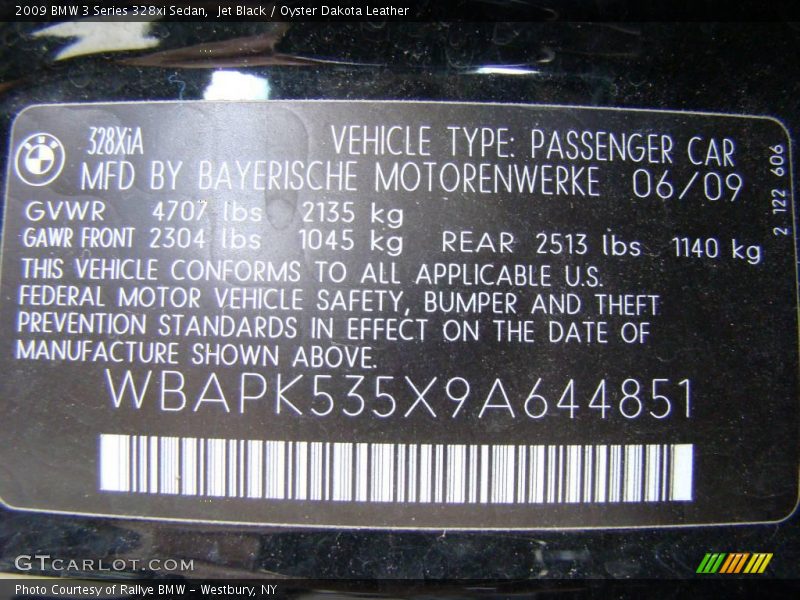 2009 BMW 3 Series 328xi Sedan,  Jet Black / Oyster Dakota Leather
328XiA
VEHICLE TYPE: PASSENGER CAR
MFD BY BAYERISCHE MOTORENWERKE 06/09
GVWR 4707 lbs 2135 kg
GAWR FRONT 2304 lbs 1045 kg REAR 2513 lbs 1140 kg
THIS VEHICLE CONFORMS TO ALL APPLICABLE U.S.
FEDERAL MOTOR VEHICLE SAFETY, BUMPER AND THEFT
PREVENTION STANDARDS IN EFFECT ON THE DATE OF
MANUFACTURE SHOWN ABOVE.
WBAPK535X9A644851
2 122 606
GTCARLOT.COM
Photo Courtesy of Rallye BMW - Westbury, NY